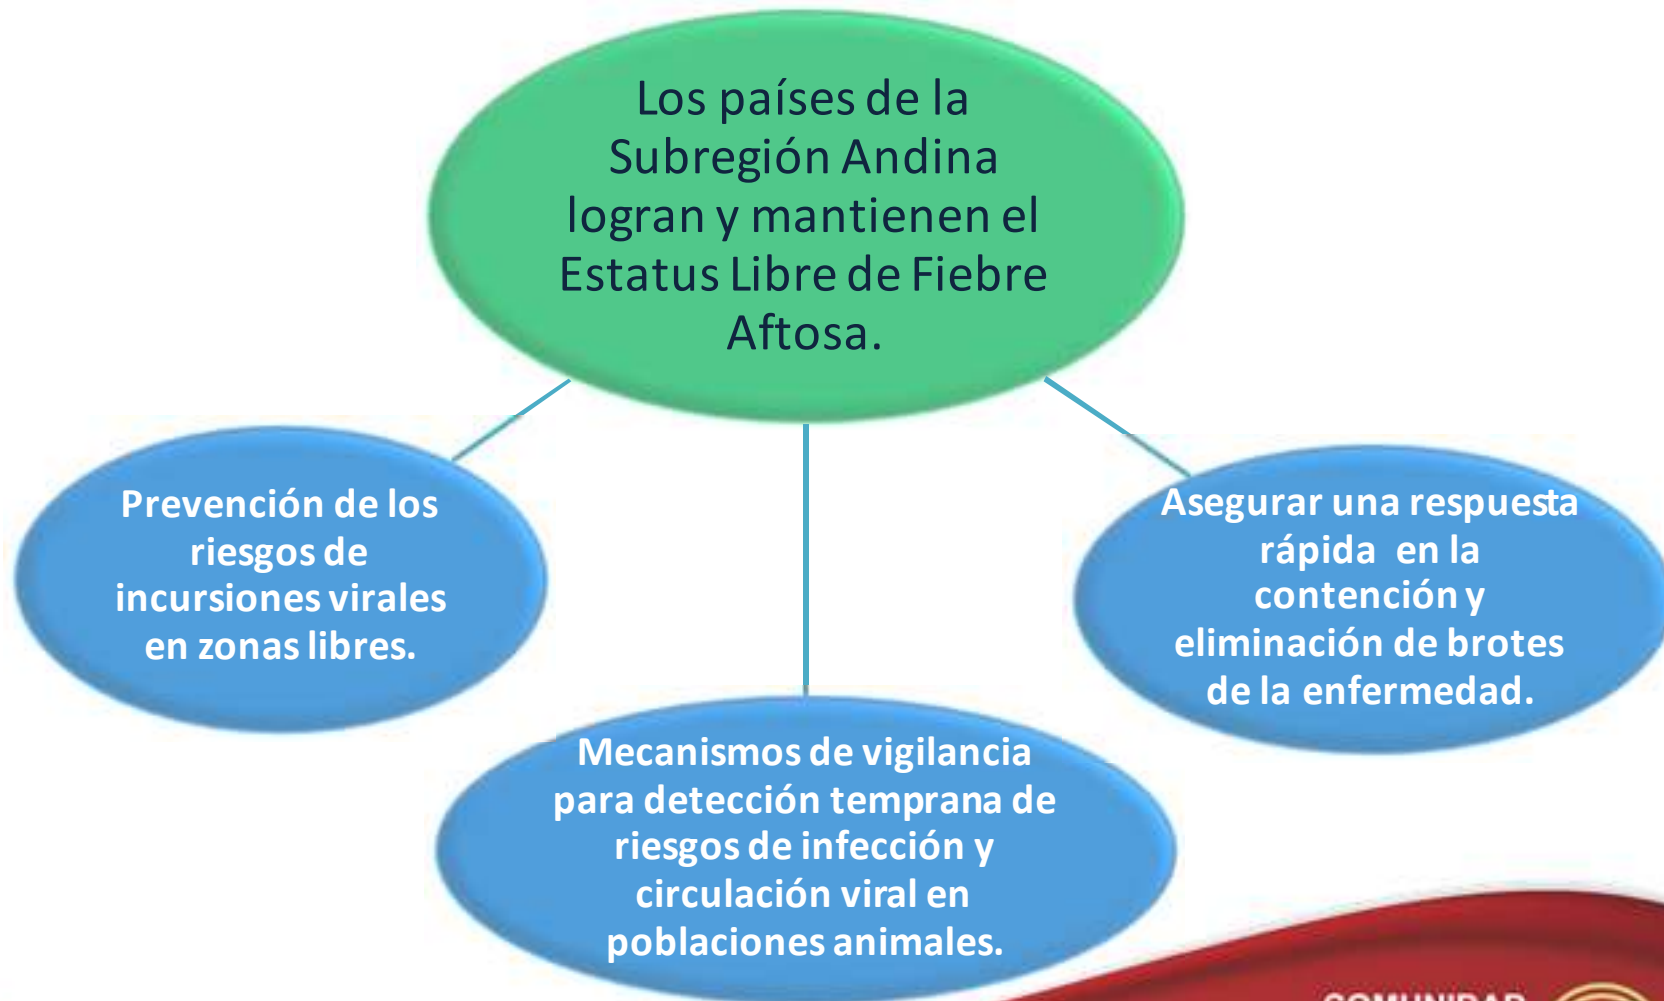 Los países de la
Subregión Andina
logran y mantienen el
Estatus Libre de Fiebre
Aftosa.
Prevención de los
riesgos de
incursiones virales
en zonas libres.
Asegurar una respuesta
rápida en la
contención y
eliminación de brotes
de la enfermedad.
Mecanismos de vigilancia
para detección temprana de
riesgos de infección y
circulación viral en
poblaciones animales.
COMUNIDAD